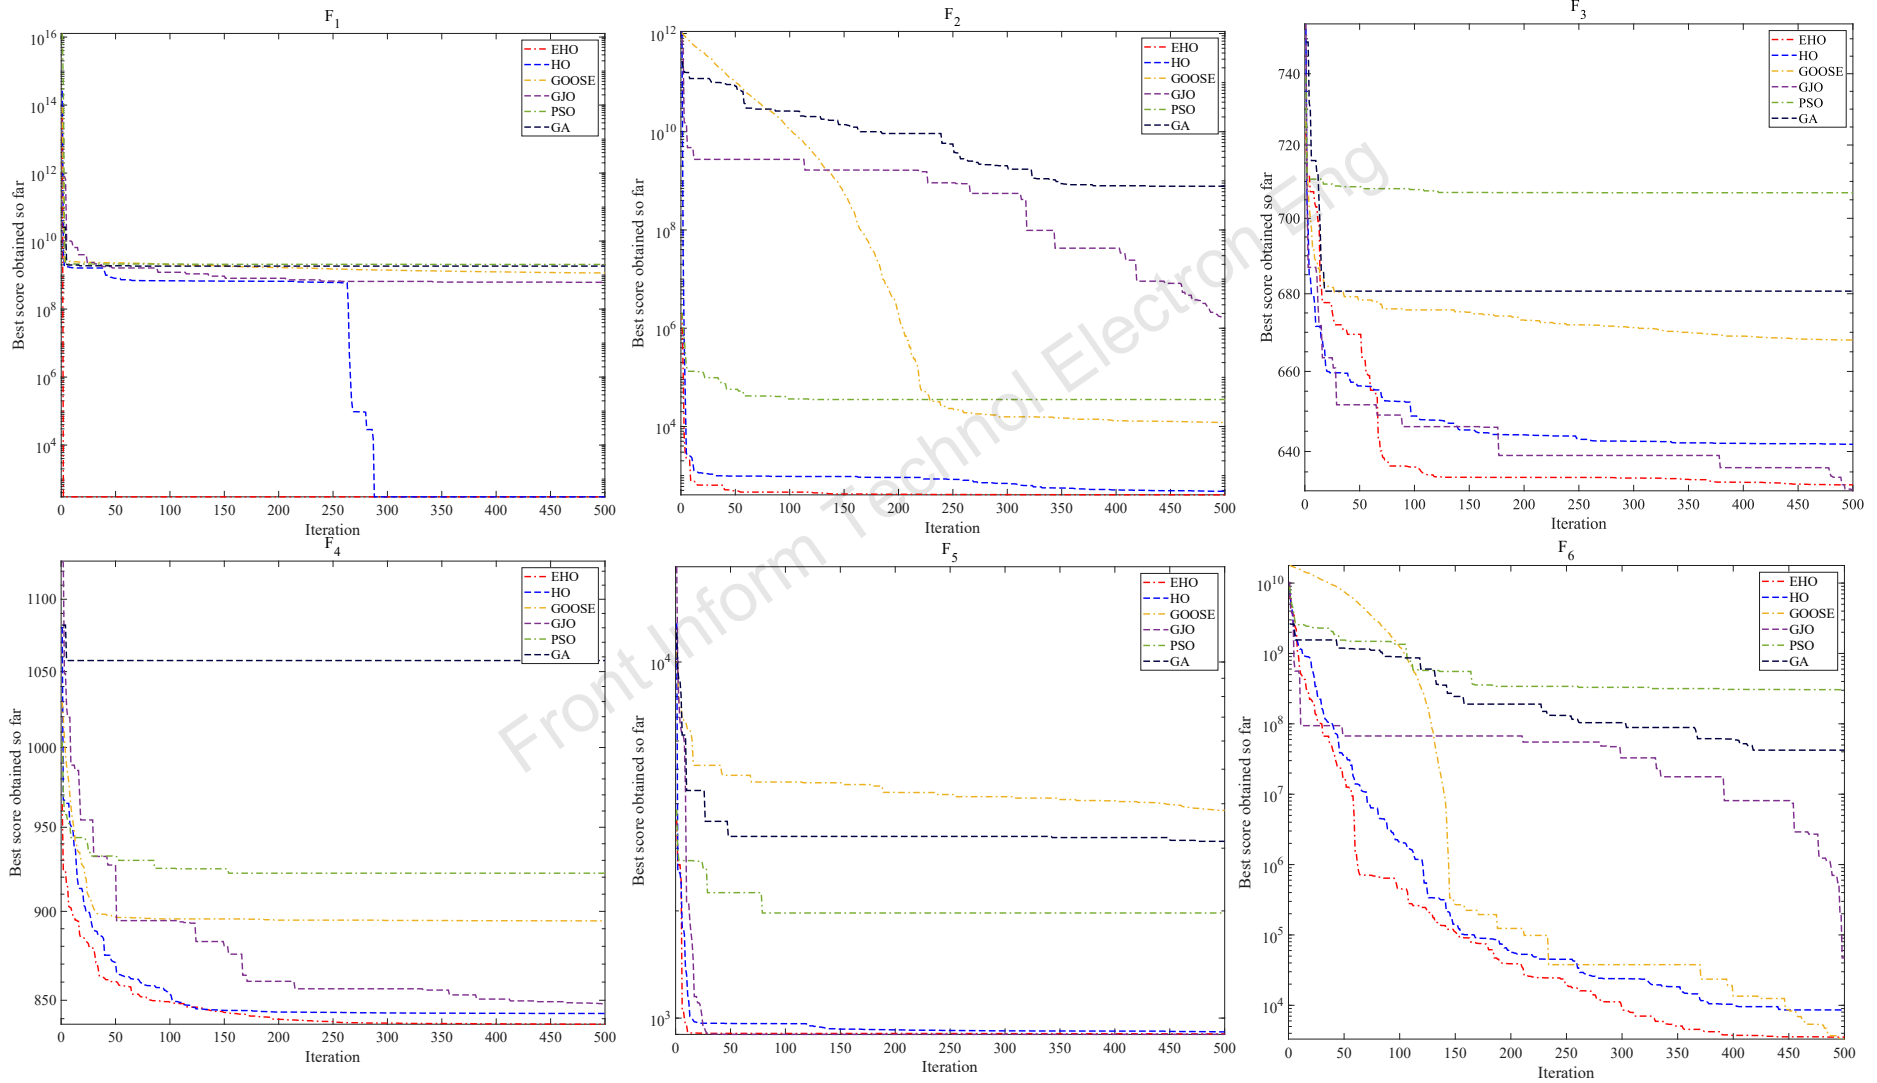 F1
10^16
10^14
10^12
10^10
10^8
10^6
10^4
0 50 100 150 200 250 300 350 400 450 500
Iteration
Best score obtained so far
EHO
HO
GOOSE
GJO
PSO
GA
F2
10^12
10^10
10^8
10^6
10^4
0 50 100 150 200 250 300 350 400 450 500
Iteration
Best score obtained so far
EHO
HO
GOOSE
GJO
PSO
GA
F3
740
720
700
680
660
640
0 50 100 150 200 250 300 350 400 450 500
Iteration
Best score obtained so far
EHO
HO
GOOSE
GJO
PSO
GA
F4
1100
1050
1000
950
900
850
0 50 100 150 200 250 300 350 400 450 500
Iteration
Best score obtained so far
EHO
HO
GOOSE
GJO
PSO
GA
F5
10^4
10^3
0 50 100 150 200 250 300 350 400 450 500
Iteration
Best score obtained so far
EHO
HO
GOOSE
GJO
PSO
GA
F6
10^10
10^9
10^8
10^7
10^6
10^5
10^4
0 50 100 150 200 250 300 350 400 450 500
Iteration
Best score obtained so far
EHO
HO
GOOSE
GJO
PSO
GA
Front Inform Technol Electron Eng